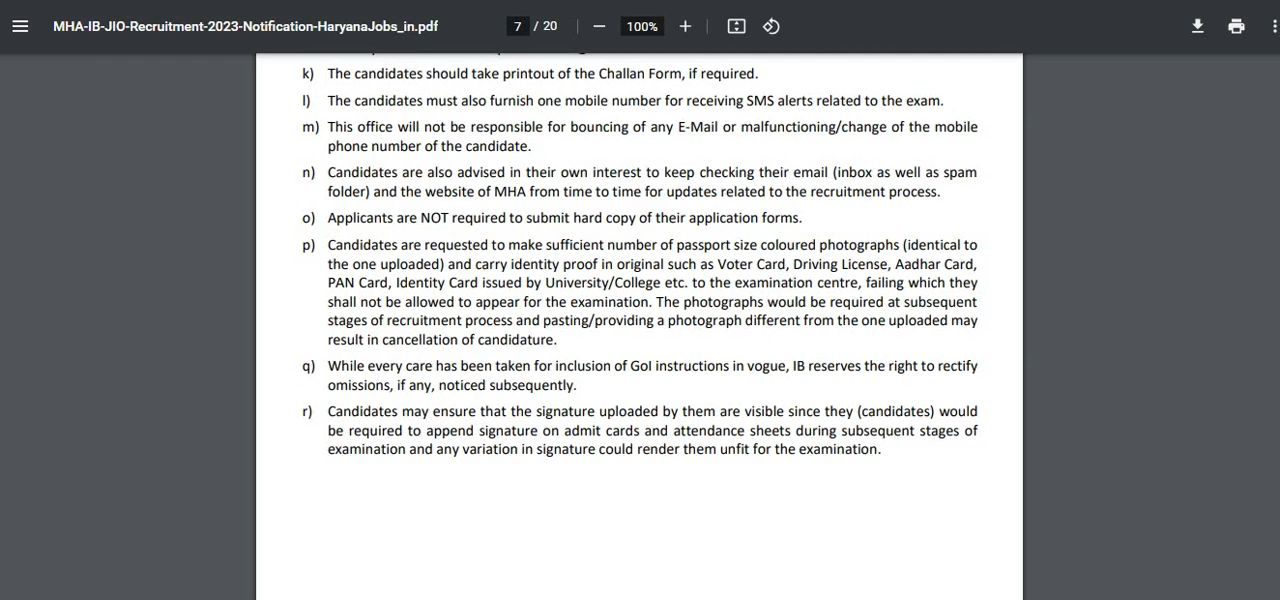 MHA-IB-JIO-Recruitment-2023-Notification-HaryanaJobs_in.pdf 7 / 20 100%
k) The candidates should take printout of the Challan Form, if required.
l) The candidates must also furnish one mobile number for receiving SMS alerts related to the exam.
m) This office will not be responsible for bouncing of any E-Mail or malfunctioning/change of the mobile
phone number of the candidate.
n) Candidates are also advised in their own interest to keep checking their email (inbox as well as spam
folder) and the website of MHA from time to time for updates related to the recruitment process.
o) Applicants are NOT required to submit hard copy of their application forms.
p) Candidates are requested to make sufficient number of passport size coloured photographs (identical to
the one uploaded) and carry identity proof in original such as Voter Card, Driving License, Aadhar Card,
PAN Card, Identity Card issued by University/College etc. to the examination centre, failing which they
shall not be allowed to appear for the examination. The photographs would be required at subsequent
stages of recruitment process and pasting/providing a photograph different from the one uploaded may
result in cancellation of candidature.
q) While every care has been taken for inclusion of GoI instructions in vogue, IB reserves the right to rectify
omissions, if any, noticed subsequently.
r) Candidates may ensure that the signature uploaded by them are visible since they (candidates) would
be required to append signature on admit cards and attendance sheets during subsequent stages of
examination and any variation in signature could render them unfit for the examination.